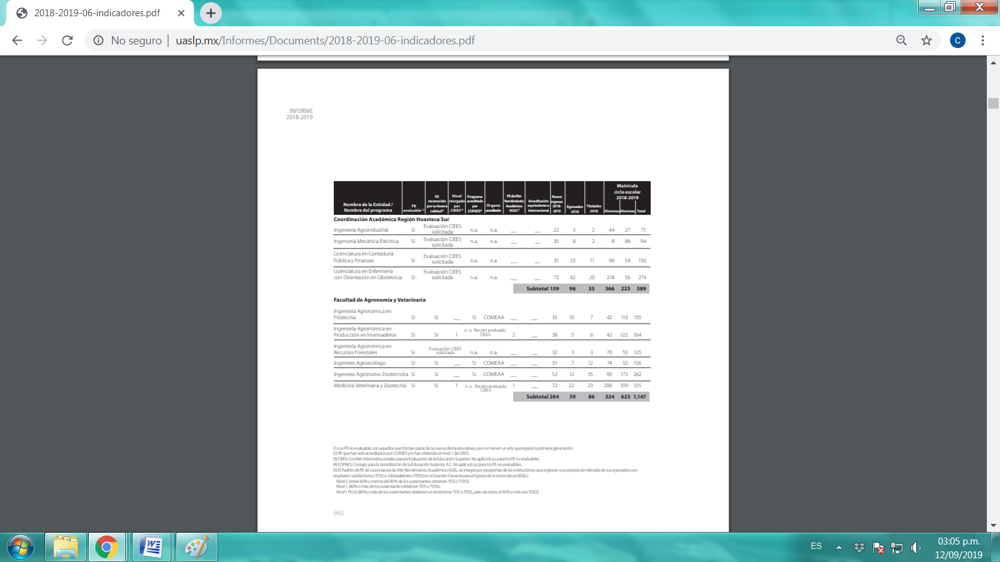 2018-2019-06-indicadores.pdf
No seguro | uaslp.mx/Informes/Documents/2018-2019-06-indicadores.pdf
C
INFORME
2018-2019
Nombre de la Entidad / Nombre del programa
PE evaluable (1)
PE reconocido por su buena calidad(2)
Nivel otorgado por CIEES(3)
Programa acreditado por COPAES(4)
Órgano acreditador
PE de Alto Rendimiento Académico -EGEL(5)
Acreditación equivalente a internacional
Nuevo ingreso 2018-2019
Egresados 2018
Titulados 2018
Matrícula ciclo escolar 2018-2019
Alumnas Alumnos Total
Coordinación Académica Región Huasteca Sur
Ingeniería Agroindustrial Sí Evaluación CIEES solicitada n.a. n.a. __ __ 22 3 2 44 27 71
Ingeniería Mecánica Eléctrica Sí Evaluación CIEES solicitada n.a. n.a. __ __ 30 8 2 8 86 94
Licenciatura en Contaduría Pública y Finanzas Sí Evaluación CIEES solicitada n.a. n.a. __ __ 35 23 11 96 54 150
Licenciatura en Enfermería con Orientación en Obstetricia Sí Evaluación CIEES solicitada n.a. n.a. __ __ 72 62 20 218 56 274
Subtotal 159 96 35 366 223 589
Facultad de Agronomía y Veterinaria
Ingeniería Agronómica en Fitotecnia Sí Sí __ Sí COMEAA __ __ 35 10 7 42 113 155
Ingeniería Agronómica en Producción en Invernaderos Sí Sí 1 n. a. Recién evaluado CIEES 2 __ 38 5 6 42 122 164
Ingeniería Agronómica en Recursos Forestales Sí Evaluación CIEES solicitada n.a. n.a. __ __ 32 3 3 70 55 125
Ingeniero Agroecólogo Sí Sí __ Sí COMEAA __ __ 35 7 12 74 52 126
Ingeniero Agrónomo Zootecnista Sí Sí __ Sí COMEAA __ __ 52 12 35 90 172 262
Medicina Veterinaria y Zootecnia Sí Sí 1 n. a. Recién evaluado CIEES 1 __ 72 22 23 206 109 315
Subtotal 264 59 86 524 623 1,147
(1) Los PE no evaluable, son aquellos que forman parte de la nueva oferta educativa y aun no tienen un año que egresó la primera generación.
(2) PE que han sido acreditados por COPAES y/o han obtenido el nivel 1 de CIEES.
(3) CIEES: Comités Interinstitucionales para la Evaluación de la Educación Superior. No aplica (n.a.) para los PE no evaluables.
(4) COPAES: Consejo para la Acreditación de la Educación Superior, A.C. No aplica (n.a.) para los PE no evaluables.
(5) El Padrón de PE de Licenciatura de Alto Rendimiento Académico-EGEL, se integra por programas de las instituciones que registran una proporción elevada de sus egresados con
resultados satisfactorios (TDS) o sobresalientes (TDSS) en el Examen General para el Egreso de la Licenciatura (EGEL).
Nivel 2, (entre 60% y menos del 80% de los sustentantes obtienen TDS o TDSS).
Nivel 1, (80% o más de los sustentantes obtienen TDS o TDSS).
Nivel 1 PLUS (80% o más de los sustentantes obtienen un testimonio TDS o TDSS, pero de estos, el 50% o más son TDSS).
960
ES
03:05 p.m.
12/09/2019